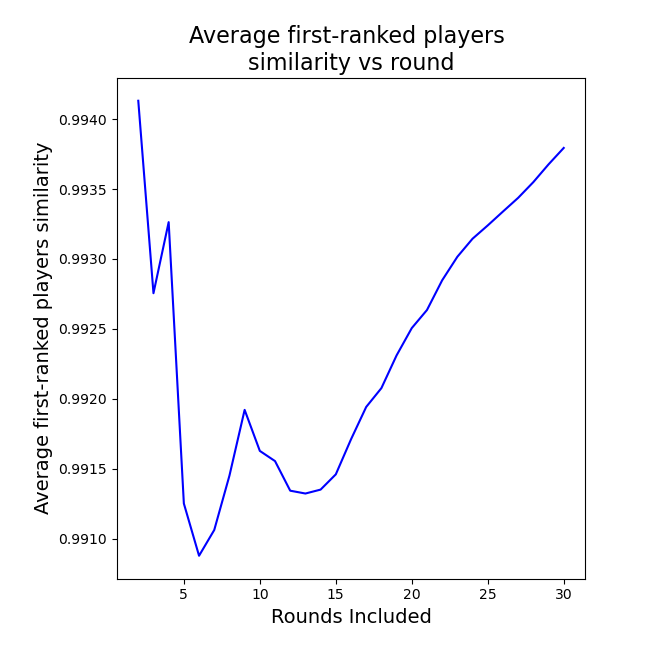 Average first-ranked players
similarity vs round
Average first-ranked players similarity
0.9940
0.9935
0.9930
0.9925
0.9920
0.9915
0.9910
5 10 15 20 25 30
Rounds Included